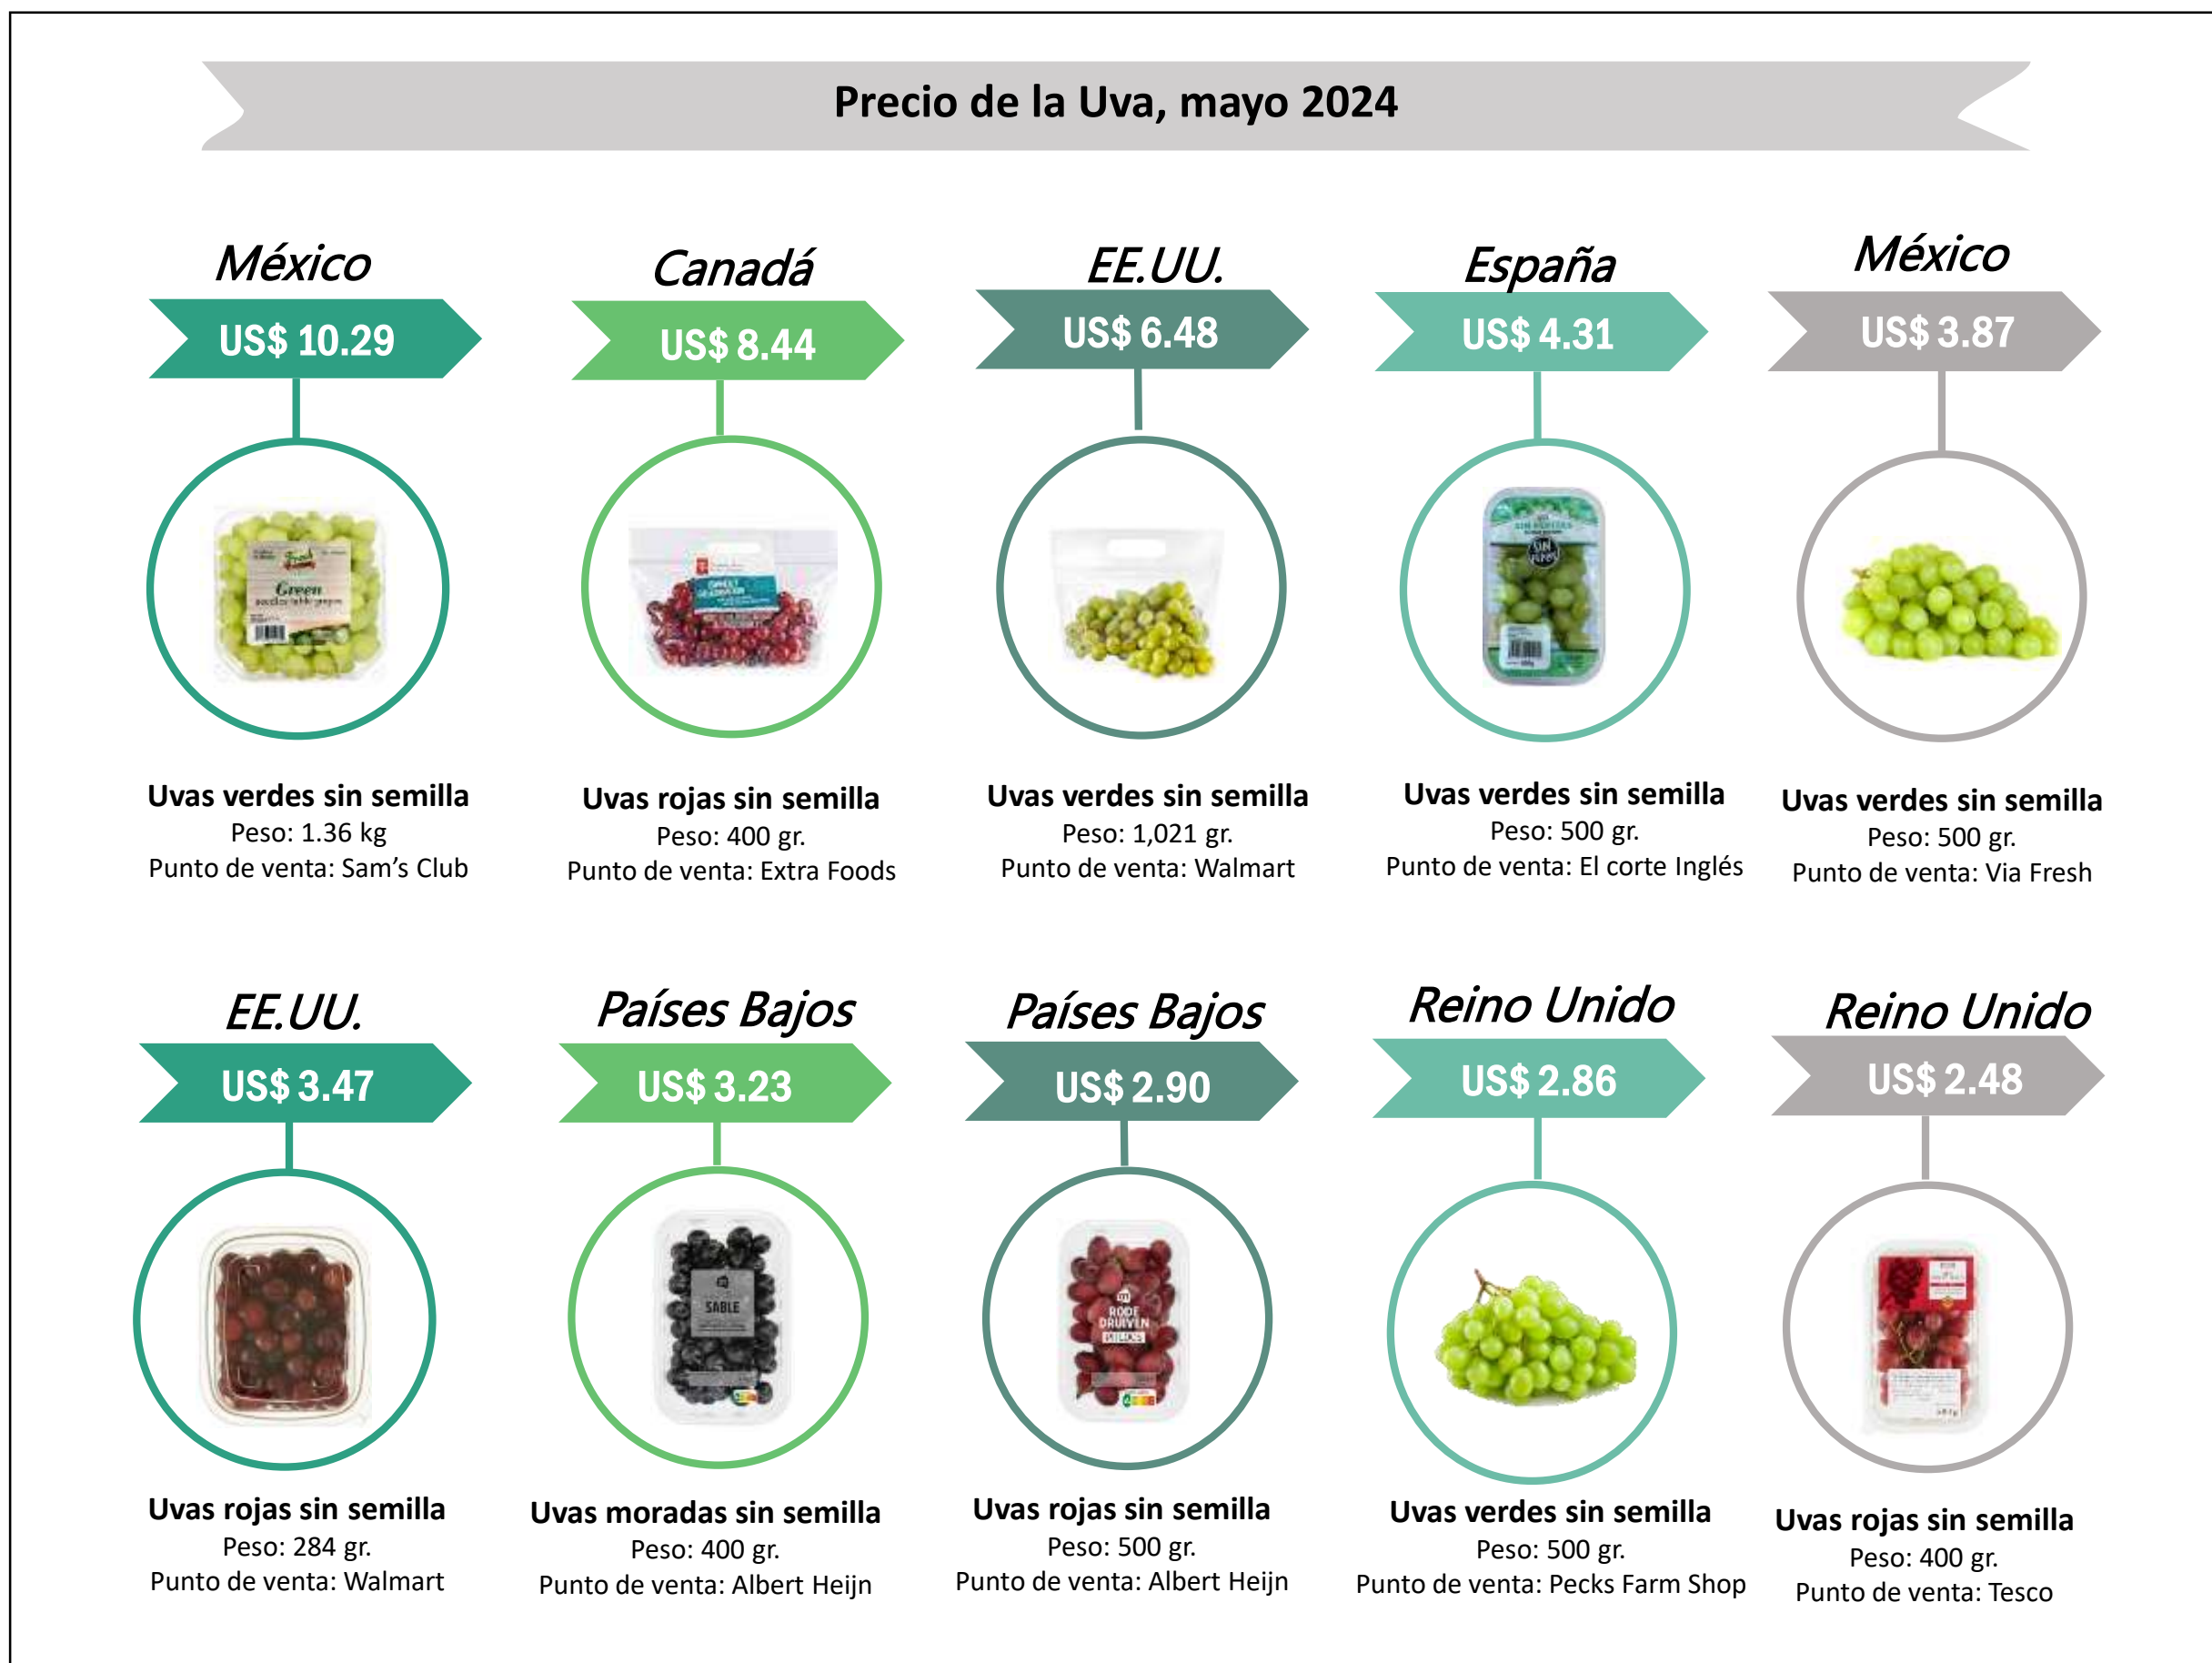 Precio de la Uva, mayo 2024
México
US$ 10.29
Green
Uvas verdes sin semilla
Peso: 1.36 kg
Punto de venta: Sam’s Club
Canadá
US$ 8.44
Uvas rojas sin semilla
Peso: 400 gr.
Punto de venta: Extra Foods
EE.UU.
US$ 6.48
Uvas verdes sin semilla
Peso: 1,021 gr.
Punto de venta: Walmart
España
US$ 4.31
SIN
Uvas verdes sin semilla
Peso: 500 gr.
Punto de venta: El corte Inglés
México
US$ 3.87
Uvas verdes sin semilla
Peso: 500 gr.
Punto de venta: Via Fresh
EE.UU.
US$ 3.47
Uvas rojas sin semilla
Peso: 284 gr.
Punto de venta: Walmart
Países Bajos
US$ 3.23
SABLE
Uvas moradas sin semilla
Peso: 400 gr.
Punto de venta: Albert Heijn
Países Bajos
US$ 2.90
RODE
DRUIVEN
Uvas rojas sin semilla
Peso: 500 gr.
Punto de venta: Albert Heijn
Reino Unido
US$ 2.86
Uvas verdes sin semilla
Peso: 500 gr.
Punto de venta: Pecks Farm Shop
Reino Unido
US$ 2.48
Uvas rojas sin semilla
Peso: 400 gr.
Punto de venta: Tesco